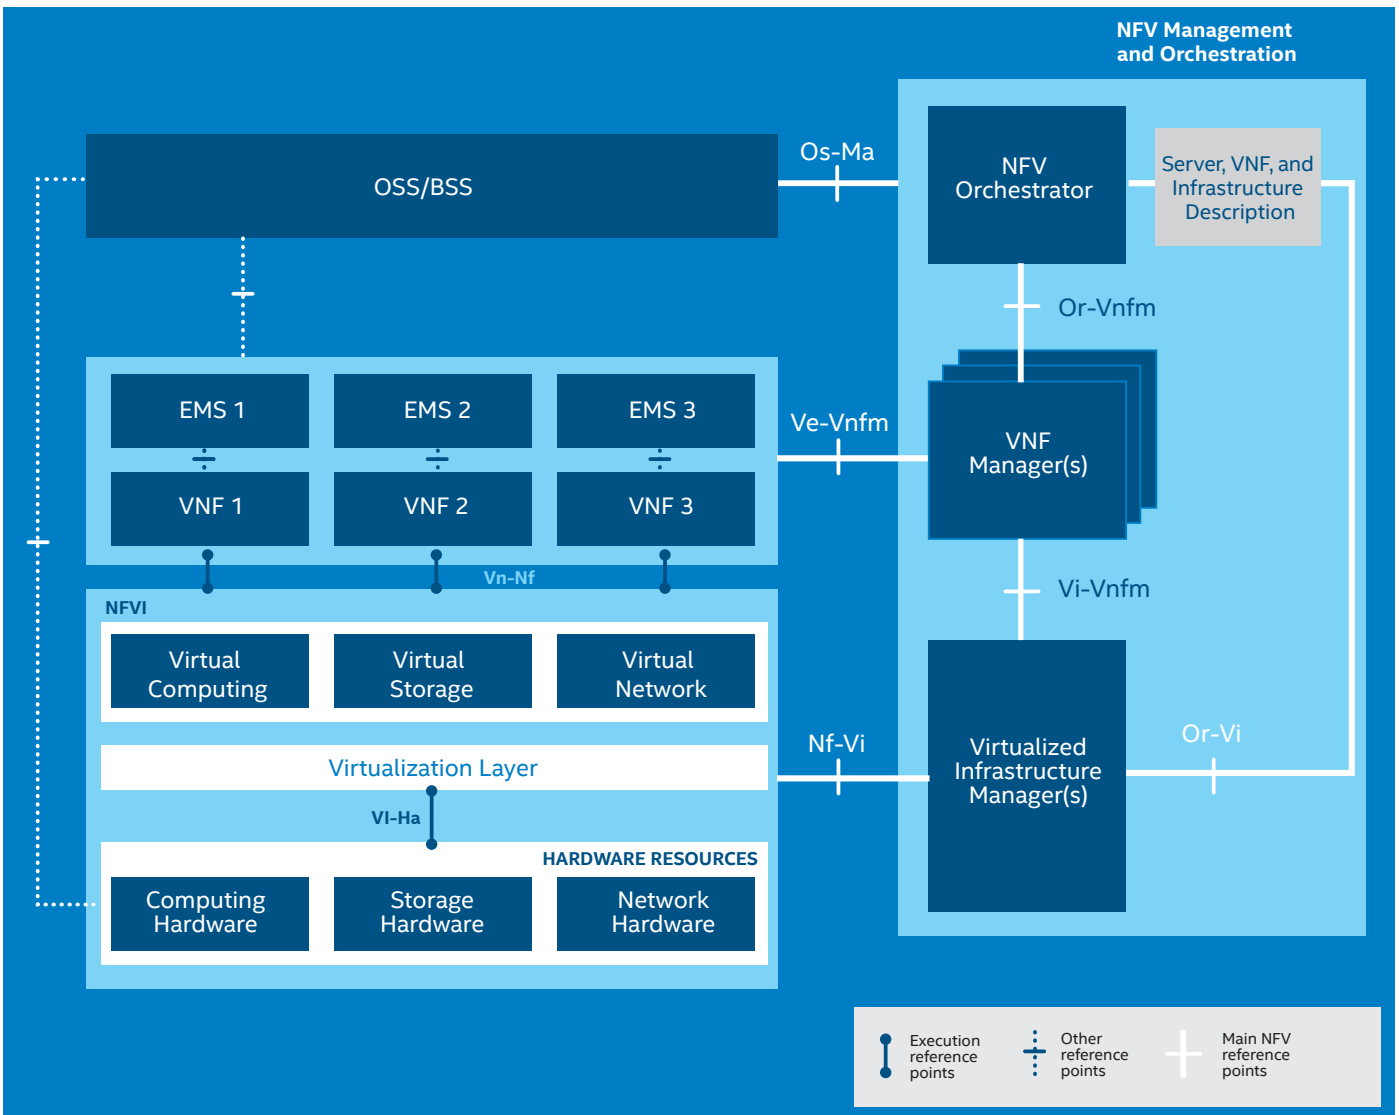 NFV Management
and Orchestration
OSS/BSS
Os-Ma
NFV
Orchestrator
Server, VNF, and
Infrastructure
Description
Or-Vnfm
EMS 1
EMS 2
EMS 3
Ve-Vnfm
VNF
Manager(s)
VNF 1
VNF 2
VNF 3
Vn-Nf
Vi-Vnfm
NFVI
Virtual
Computing
Virtual
Storage
Virtual
Network
Nf-Vi
Virtualized
Infrastructure
Manager(s)
Or-Vi
Virtualization Layer
VI-Ha
HARDWARE RESOURCES
Computing
Hardware
Storage
Hardware
Network
Hardware
Execution
reference
points
Other
reference
points
Main NFV
reference
points